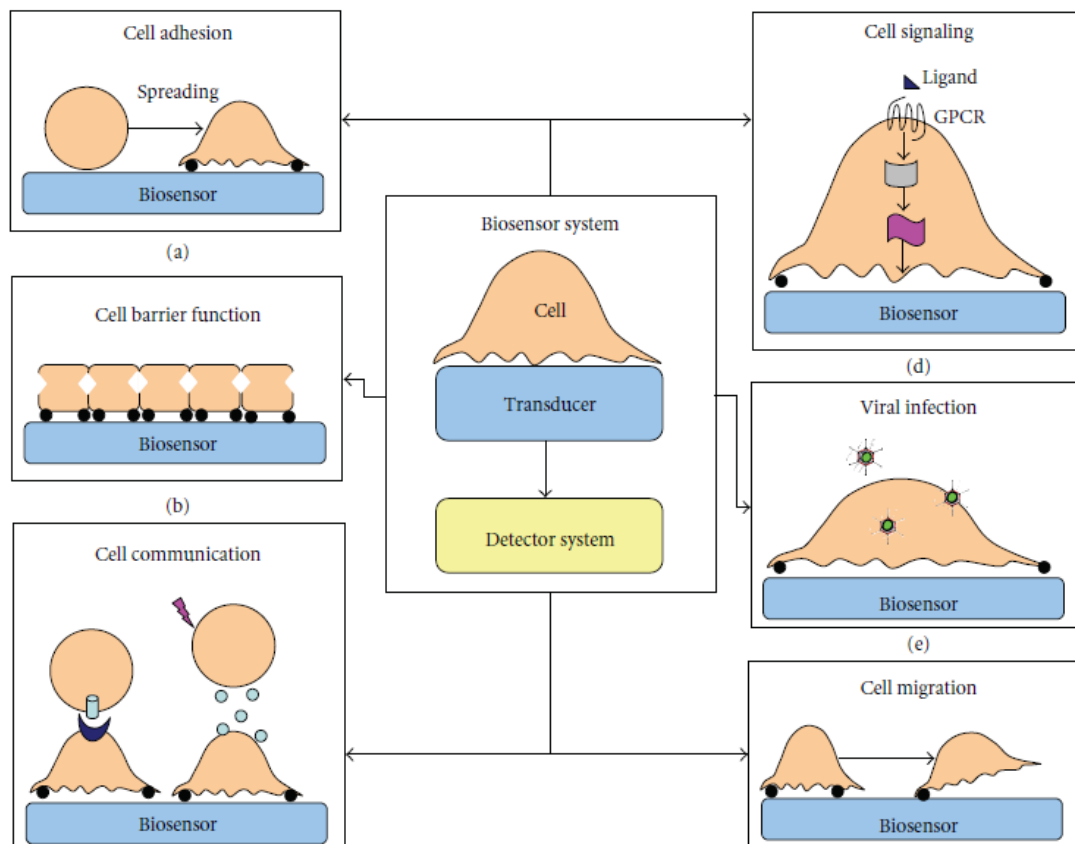 Cell adhesion
Spreading
Biosensor
(a)
Cell barrier function
Biosensor
(b)
Cell communication
Biosensor
Biosensor system
Cell
Transducer
Detector system
Cell signaling
Ligand
GPCR
Biosensor
(d)
Viral infection
Biosensor
(e)
Cell migration
Biosensor